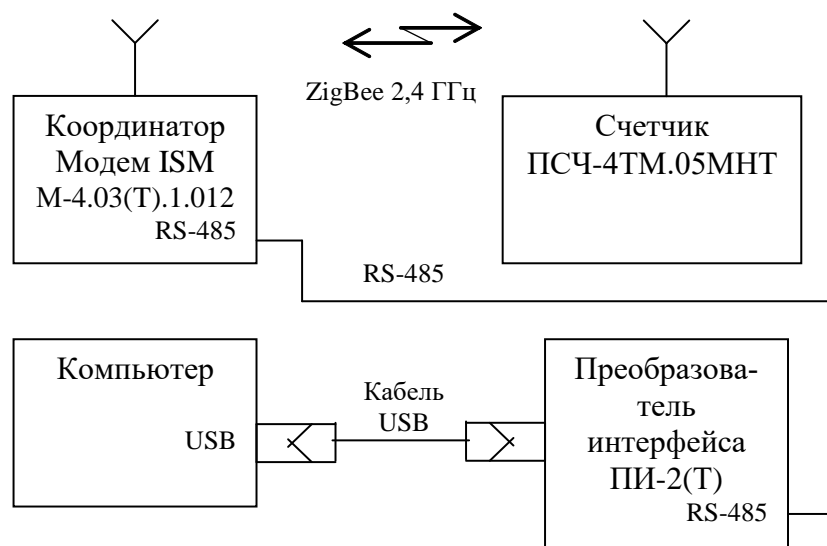 ZigBee 2,4 ГГц
Координатор
Модем ISM
М-4.03(Т).1.012
RS-485
Счетчик
ПСЧ-4ТМ.05МНТ
RS-485
Компьютер
USB
Кабель
USB
Преобразова-
тель
интерфейса
ПИ-2(Т)
RS-485